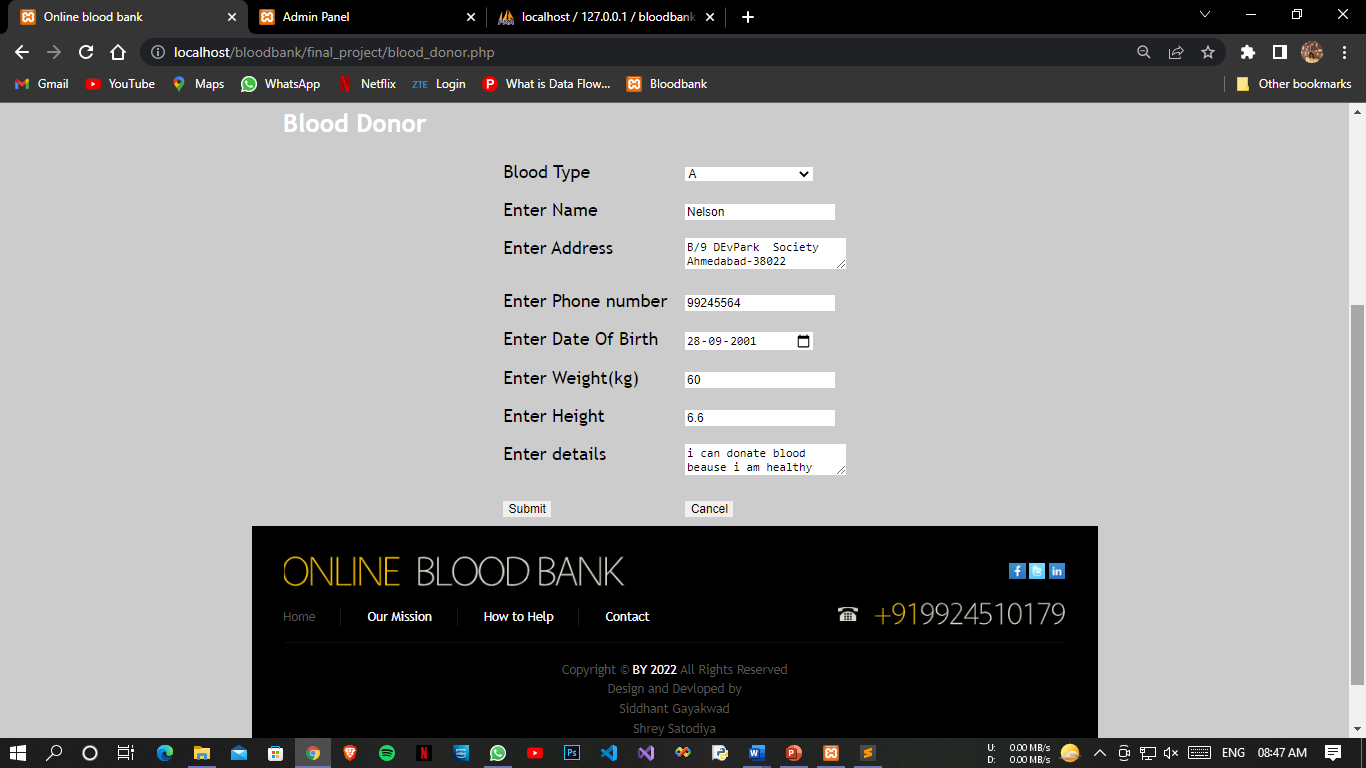 Online blood bank
Admin Panel
localhost / 127.0.0.1 / bloodbank
localhost/bloodbank/final_project/blood_donor.php
Gmail
YouTube
Maps
WhatsApp
Netflix
ZTE Login
What is Data Flow...
Bloodbank
Other bookmarks
Blood Donor
Blood Type A
Enter Name Nelson
Enter Address B/9 DEvPark Society
Ahmedabad-38022
Enter Phone number 99245564
Enter Date Of Birth 28-09-2001
Enter Weight(kg) 60
Enter Height 6.6
Enter details i can donate blood
beause i am healthy
Submit Cancel
ONLINE BLOOD BANK
Home Our Mission How to Help Contact
+919924510179
Copyright © BY 2022 All Rights Reserved
Design and Devloped by
Siddhant Gayakwad
Shrey Satodiya
U: 0.00 MB/s
D: 0.00 MB/s
ENG
08:47 AM